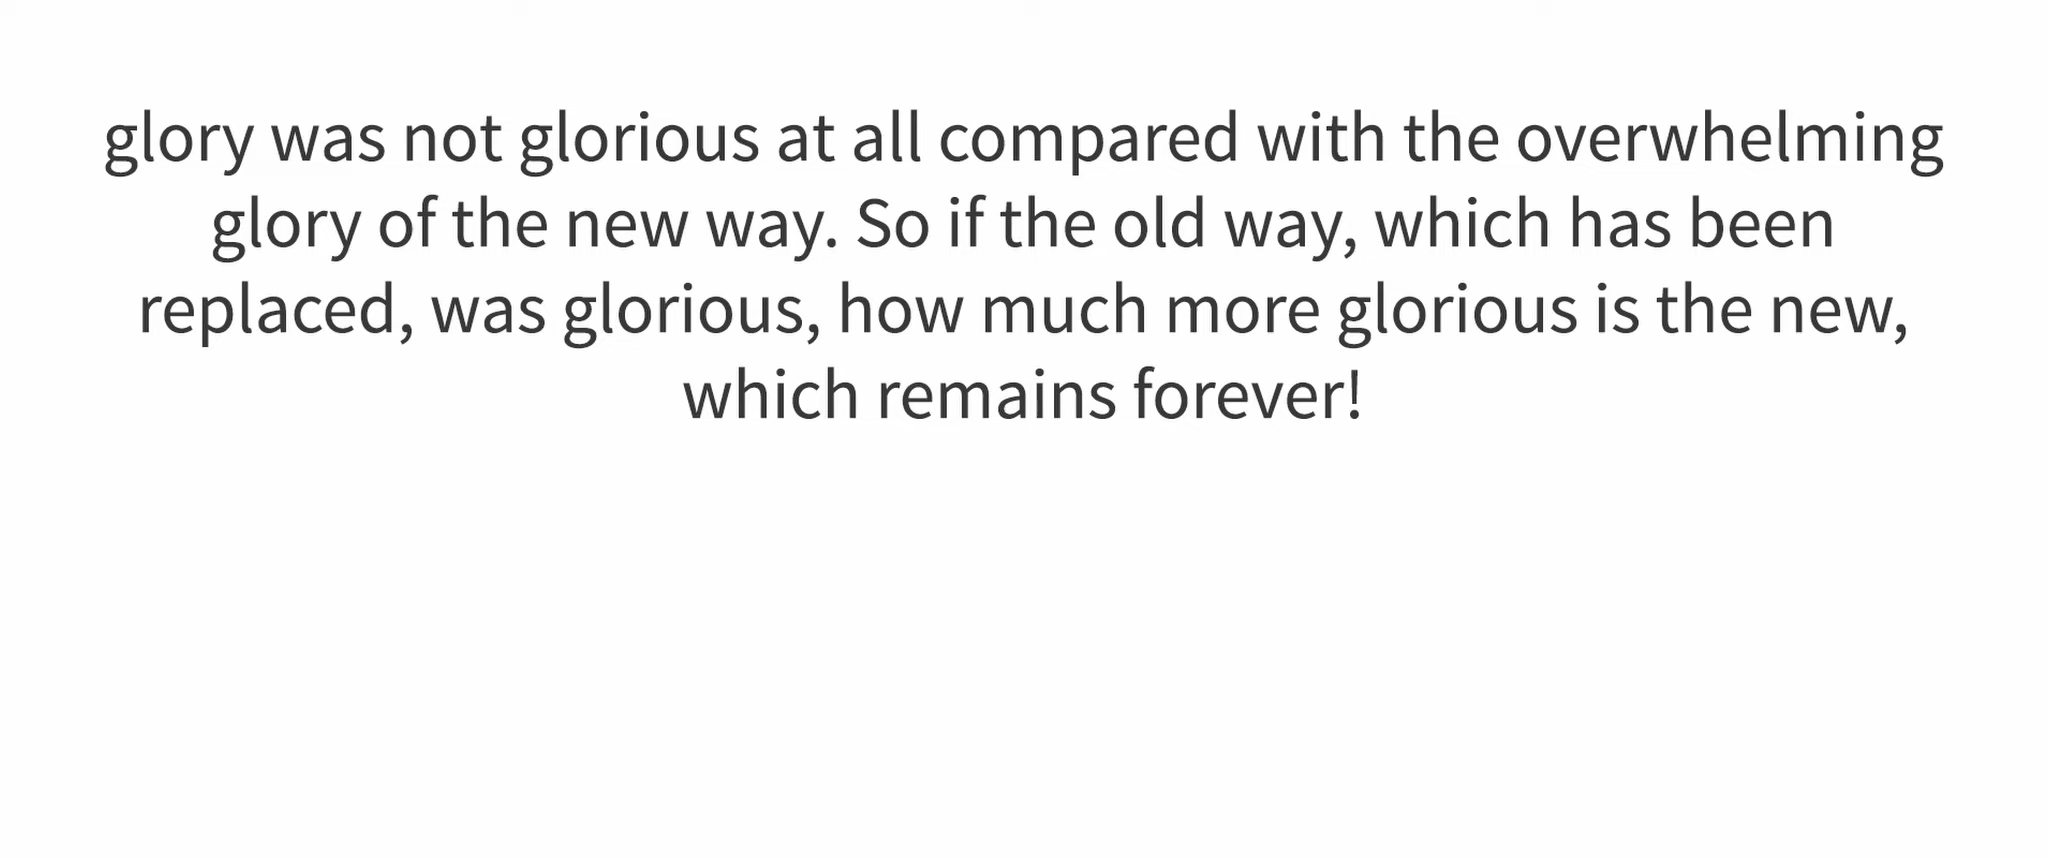 glory was not glorious at all compared with the overwhelming
glory of the new way. So if the old way, which has been
replaced, was glorious, how much more glorious is the new,
which remains forever!